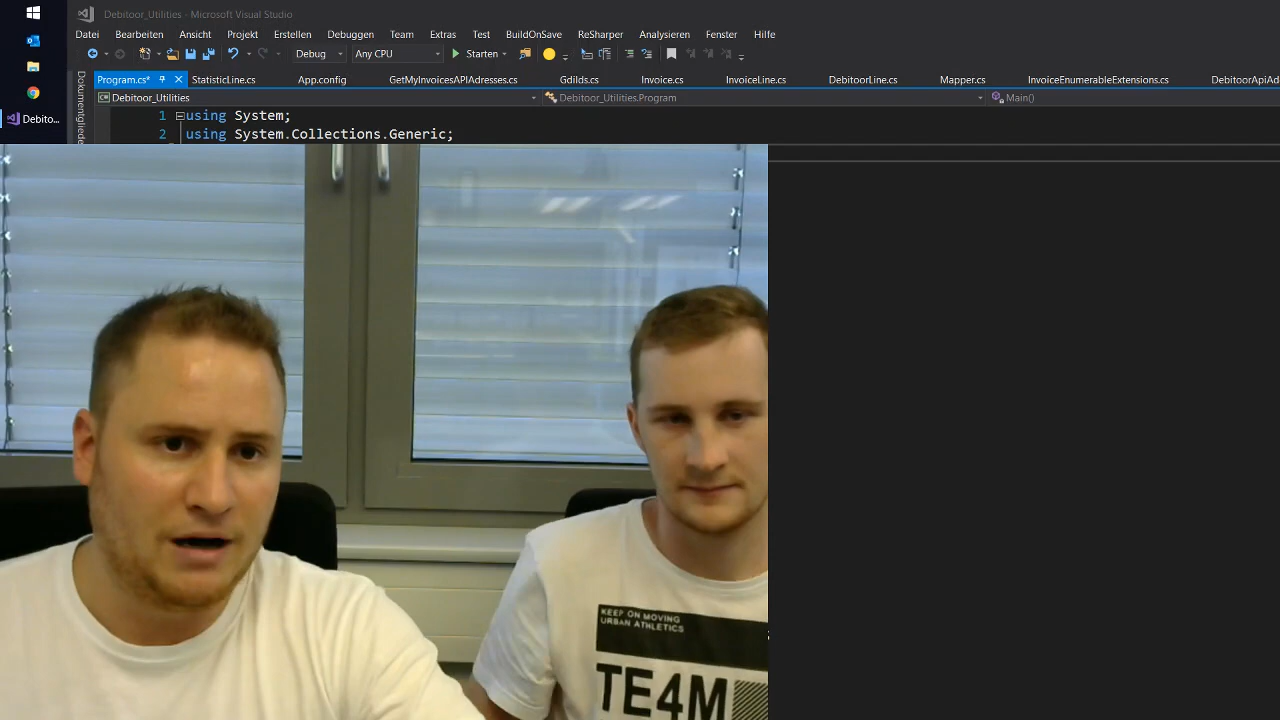 Debitoor_Utilities - Microsoft Visual Studio
Datei Bearbeiten Ansicht Projekt Erstellen Debuggen Team Extras Test BuildOnSave ReSharper Analysieren Fenster Hilfe
Debug Any CPU Starten
Program.cs* StatisticLine.cs App.config GetMyInvoicesAPIAdresses.cs GdiIds.cs Invoice.cs InvoiceLine.cs DebitoorLine.cs Mapper.cs InvoiceEnumerableExtensions.cs DebitoorApiAd
Dokumentgliede
Debitoor_Utilities Debitoor_Utilities.Program Main()
Debito...
1 using System;
2 using System.Collections.Generic;
KEEP ON MOVING
URBAN ATHLETICS
TE4M